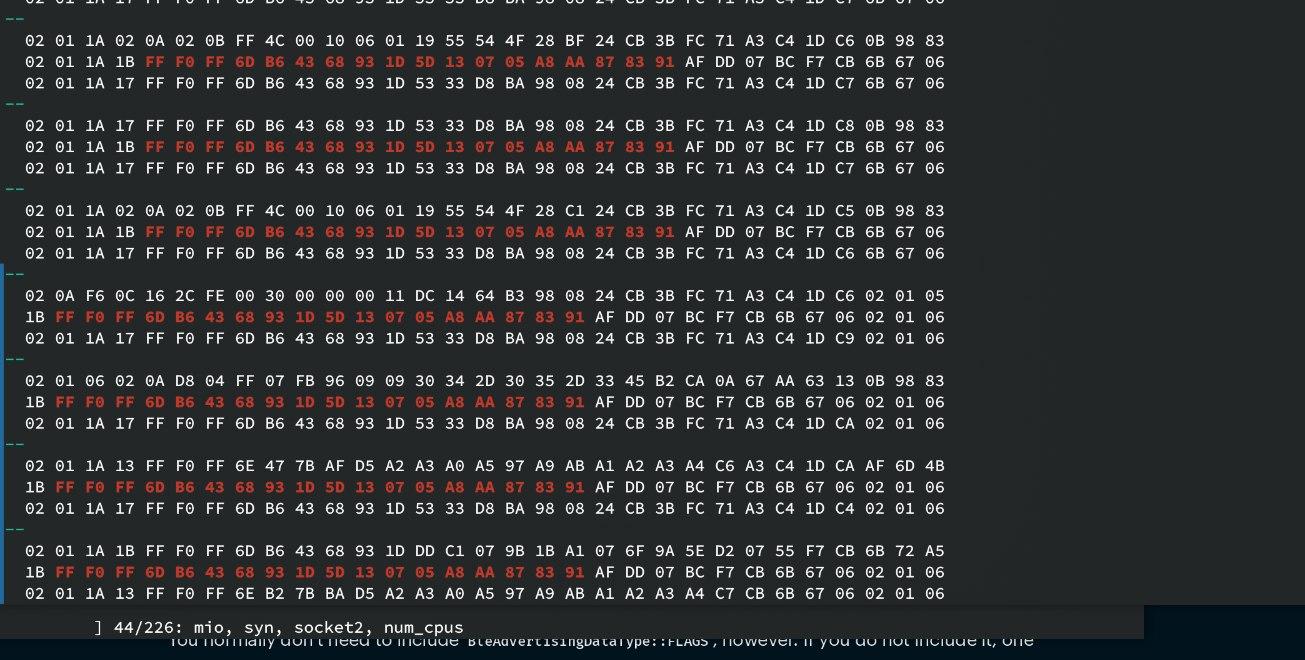 --
02 01 1A 02 0A 02 0B FF 4C 00 10 06 01 19 55 54 4F 28 BF 24 CB 3B FC 71 A3 C4 1D C6 0B 98 83
02 01 1A 1B FF F0 FF 6D B6 43 68 93 1D 5D 13 07 05 A8 AA 87 83 91 AF DD 07 BC F7 CB 6B 67 06
02 01 1A 17 FF F0 FF 6D B6 43 68 93 1D 53 33 D8 BA 98 08 24 CB 3B FC 71 A3 C4 1D C7 6B 67 06
--
02 01 1A 17 FF F0 FF 6D B6 43 68 93 1D 53 33 D8 BA 98 08 24 CB 3B FC 71 A3 C4 1D C8 0B 98 83
02 01 1A 1B FF F0 FF 6D B6 43 68 93 1D 5D 13 07 05 A8 AA 87 83 91 AF DD 07 BC F7 CB 6B 67 06
02 01 1A 17 FF F0 FF 6D B6 43 68 93 1D 53 33 D8 BA 98 08 24 CB 3B FC 71 A3 C4 1D C7 6B 67 06
--
02 01 1A 02 0A 02 0B FF 4C 00 10 06 01 19 55 54 4F 28 C1 24 CB 3B FC 71 A3 C4 1D C5 0B 98 83
02 01 1A 1B FF F0 FF 6D B6 43 68 93 1D 5D 13 07 05 A8 AA 87 83 91 AF DD 07 BC F7 CB 6B 67 06
02 01 1A 17 FF F0 FF 6D B6 43 68 93 1D 53 33 D8 BA 98 08 24 CB 3B FC 71 A3 C4 1D C6 6B 67 06
--
02 0A F6 0C 16 2C FE 00 30 00 00 00 11 DC 14 64 B3 98 08 24 CB 3B FC 71 A3 C4 1D C6 02 01 05
1B FF F0 FF 6D B6 43 68 93 1D 5D 13 07 05 A8 AA 87 83 91 AF DD 07 BC F7 CB 6B 67 06 02 01 06
02 01 1A 17 FF F0 FF 6D B6 43 68 93 1D 53 33 D8 BA 98 08 24 CB 3B FC 71 A3 C4 1D C9 02 01 06
--
02 01 06 02 0A D8 04 FF 07 FB 96 09 09 30 34 2D 30 35 2D 33 45 B2 CA 0A 67 AA 63 13 0B 98 83
1B FF F0 FF 6D B6 43 68 93 1D 5D 13 07 05 A8 AA 87 83 91 AF DD 07 BC F7 CB 6B 67 06 02 01 06
02 01 1A 17 FF F0 FF 6D B6 43 68 93 1D 53 33 D8 BA 98 08 24 CB 3B FC 71 A3 C4 1D CA 02 01 06
--
02 01 1A 13 FF F0 FF 6E 47 7B AF D5 A2 A3 A0 A5 97 A9 AB A1 A2 A3 A4 C6 A3 C4 1D CA AF 6D 4B
1B FF F0 FF 6D B6 43 68 93 1D 5D 13 07 05 A8 AA 87 83 91 AF DD 07 BC F7 CB 6B 67 06 02 01 06
02 01 1A 17 FF F0 FF 6D B6 43 68 93 1D 53 33 D8 BA 98 08 24 CB 3B FC 71 A3 C4 1D C4 02 01 06
--
02 01 1A 1B FF F0 FF 6D B6 43 68 93 1D DD C1 07 9B 1B A1 07 6F 9A 5E D2 07 55 F7 CB 6B 72 A5
1B FF F0 FF 6D B6 43 68 93 1D 5D 13 07 05 A8 AA 87 83 91 AF DD 07 BC F7 CB 6B 67 06 02 01 06
02 01 1A 13 FF F0 FF 6E B2 7B BA D5 A2 A3 A0 A5 97 A9 AB A1 A2 A3 A4 C7 CB 6B 67 06 02 01 06
] 44/226: mio, syn, socket2, num_cpus
You normally don't need to include BleAdvertisingDataType::FLAGS, however. If you do not include it, one